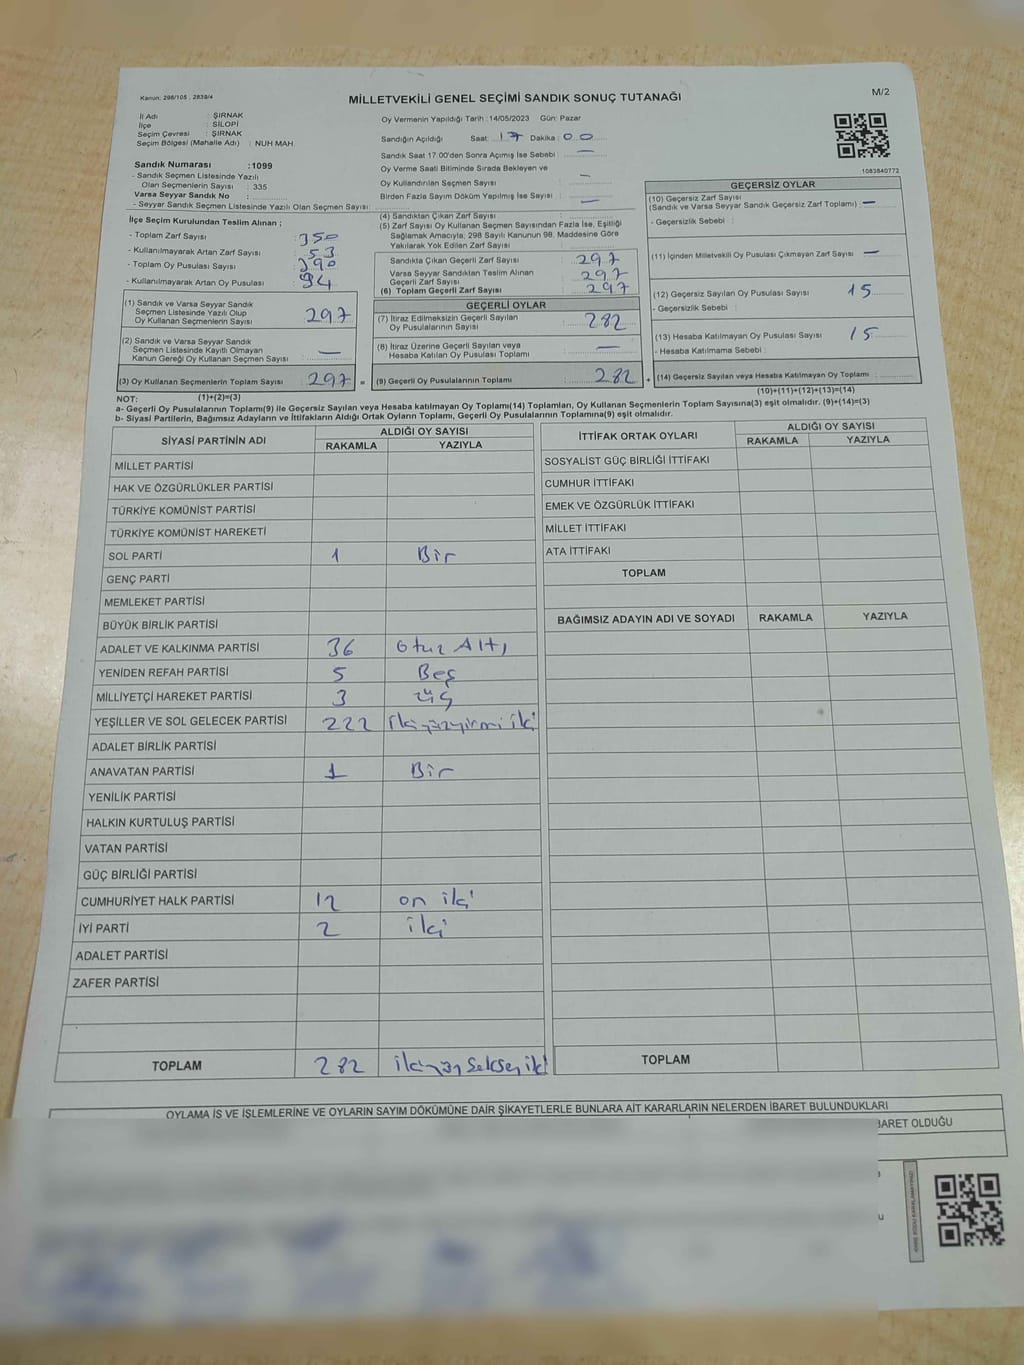 Kanun: 298/105 , 2839/4
MİLLETVEKİLİ GENEL SEÇİMİ SANDIK SONUÇ TUTANAĞI
M/2
İl Adı : ŞIRNAK
İlçe : SİLOPİ
Seçim Çevresi : ŞIRNAK
Seçim Bölgesi (Mahalle Adı) : NUH MAH.
Sandık Numarası :1099
- Sandık Seçmen Listesinde Yazılı
Olan Seçmenlerin Sayısı : 335
Varsa Seyyar Sandık No :
- Seyyar Sandık Seçmen Listesinde Yazılı Olan Seçmen Sayısı:
Oy Vermenin Yapıldığı Tarih :14/05/2023 Gün: Pazar
Sandığın Açıldığı Saat: 17 Dakika : 00
Sandık Saat 17.00'den Sonra Açımış İse Sebebi : —
Oy Verme Saati Bitiminde Sırada Bekleyen ve
Oy Kullandırılan Seçmen Sayısı : —
Birden Fazla Sayım Döküm Yapılmış İse Sayısı : —
1083840772
İlçe Seçim Kurulundan Teslim Alınan ;
- Toplam Zarf Sayısı : 350
- Kullanılmayarak Artan Zarf Sayısı : 53
- Toplam Oy Pusulası Sayısı : 390
- Kullanılmayarak Artan Oy Pusulası : 94
(4) Sandıktan Çıkan Zarf Sayısı :
(5) Zarf Sayısı Oy Kullanan Seçmen Sayısından Fazla İse, Eşitliği
Sağlamak Amacıyla; 298 Sayılı Kanunun 98. Maddesine Göre
Yakılarak Yok Edilen Zarf Sayısı :
Sandıkta Çıkan Geçerli Zarf Sayısı : 297
Varsa Seyyar Sandıktan Teslim Alınan
Geçerli Zarf Sayısı : 297
(6) Toplam Geçerli Zarf Sayısı : 297
GEÇERSİZ OYLAR
(10) Geçersiz Zarf Sayısı
(Sandık ve Varsa Seyyar Sandık Geçersiz Zarf Toplamı) : —
- Geçersizlik Sebebi :
(11) İçinden Milletvekili Oy Pusulası Çıkmayan Zarf Sayısı : —
(12) Geçersiz Sayılan Oy Pusulası Sayısı : 15
- Geçersizlik Sebebi :
(13) Hesaba Katılmayan Oy Pusulası Sayısı : 15
- Hesaba Katılmama Sebebi :
(14) Geçersiz Sayılan veya Hesaba Katılmayan Oy Toplamı :
(10)+(11)+(12)+(13)=(14)
(1) Sandık ve Varsa Seyyar Sandık
Seçmen Listesinde Yazılı Olup
Oy Kullanan Seçmenlerin Sayısı : 297
(2) Sandık ve Varsa Seyyar Sandık
Seçmen Listesinde Kayıtlı Olmayan
Kanun Gereği Oy Kullanan Seçmen Sayısı : —
(3) Oy Kullanan Seçmenlerin Toplam Sayısı : 297 =
GEÇERLİ OYLAR
(7) İtiraz Edilmeksizin Geçerli Sayılan
Oy Pusulalarının Sayısı : 282
(8) İtiraz Üzerine Geçerli Sayılan veya
Hesaba Katılan Oy Pusulası Toplamı : —
(9) Geçerli Oy Pusulalarının Toplamı : 282 +
NOT: (1)+(2)=(3)
a- Geçerli Oy Pusulalarının Toplamı(9) ile Geçersiz Sayılan veya Hesaba katılmayan Oy Toplamı(14) Toplamları, Oy Kullanan Seçmenlerin Toplam Sayısına(3) eşit olmalıdır. (9)+(14)=(3)
b- Siyasi Partilerin, Bağımsız Adayların ve İttifakların Aldığı Ortak Oyların Toplamı, Geçerli Oy Pusulalarının Toplamına(9) eşit olmalıdır.
SİYASİ PARTİNİN ADI ALDIĞI OY SAYISI
RAKAMLA YAZIYLA
MİLLET PARTİSİ
HAK VE ÖZGÜRLÜKLER PARTİSİ
TÜRKİYE KOMÜNİST PARTİSİ
TÜRKİYE KOMÜNİST HAREKETİ
SOL PARTİ 1 Bir
GENÇ PARTİ
MEMLEKET PARTİSİ
BÜYÜK BİRLİK PARTİSİ
ADALET VE KALKINMA PARTİSİ 36 Otuz Altı
YENİDEN REFAH PARTİSİ 5 Beş
MİLLİYETÇİ HAREKET PARTİSİ 3 üç
YEŞİLLER VE SOL GELECEK PARTİSİ 222 İkiyüzyirmi iki
ADALET BİRLİK PARTİSİ
ANAVATAN PARTİSİ 1 Bir
YENİLİK PARTİSİ
HALKIN KURTULUŞ PARTİSİ
VATAN PARTİSİ
GÜÇ BİRLİĞİ PARTİSİ
CUMHURİYET HALK PARTİSİ 12 on iki
İYİ PARTİ 2 iki
ADALET PARTİSİ
ZAFER PARTİSİ
TOPLAM 282 ikiyüz seksen iki
İTTİFAK ORTAK OYLARI ALDIĞI OY SAYISI
RAKAMLA YAZIYLA
SOSYALİST GÜÇ BİRLİĞİ İTTİFAKI
CUMHUR İTTİFAKI
EMEK VE ÖZGÜRLÜK İTTİFAKI
MİLLET İTTİFAKI
ATA İTTİFAKI
TOPLAM
BAĞIMSIZ ADAYIN ADI VE SOYADI RAKAMLA YAZIYLA
TOPLAM
OYLAMA İŞ VE İŞLEMLERİNE VE OYLARIN SAYIM DÖKÜMÜNE DAİR ŞİKAYETLERLE BUNLARA AİT KARARLARIN NELERDEN İBARET BULUNDUKLARI
BARET OLDUĞU